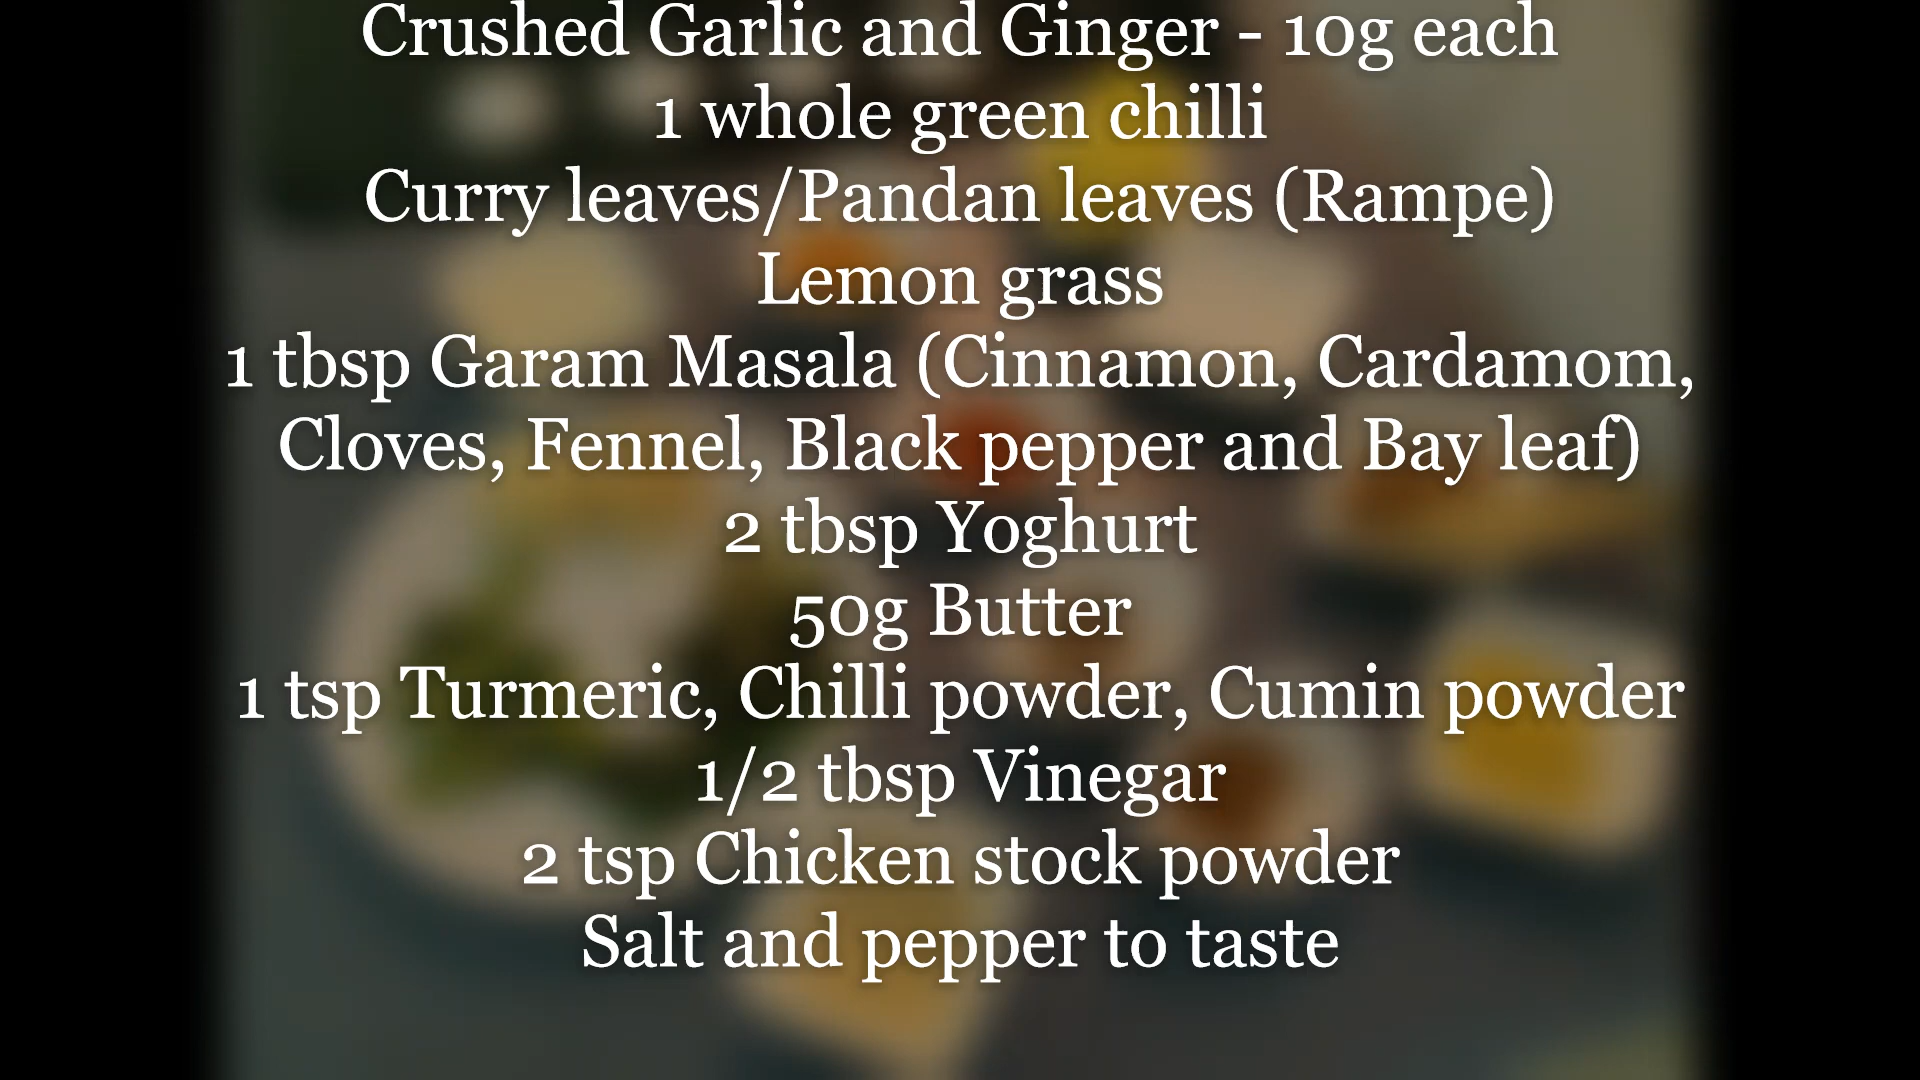 Crushed Garlic and Ginger - 10g each
1 whole green chilli
Curry leaves/Pandan leaves (Rampe)
Lemon grass
1 tbsp Garam Masala (Cinnamon, Cardamom,
Cloves, Fennel, Black pepper and Bay leaf)
2 tbsp Yoghurt
50g Butter
1 tsp Turmeric, Chilli powder, Cumin powder
1/2 tbsp Vinegar
2 tsp Chicken stock powder
Salt and pepper to taste